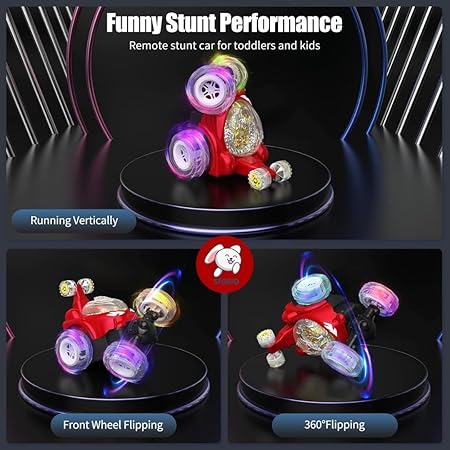 Funny Stunt Performance
Remote stunt car for toddlers and kids
Running Vertically
Front Wheel Flipping
360°Flipping